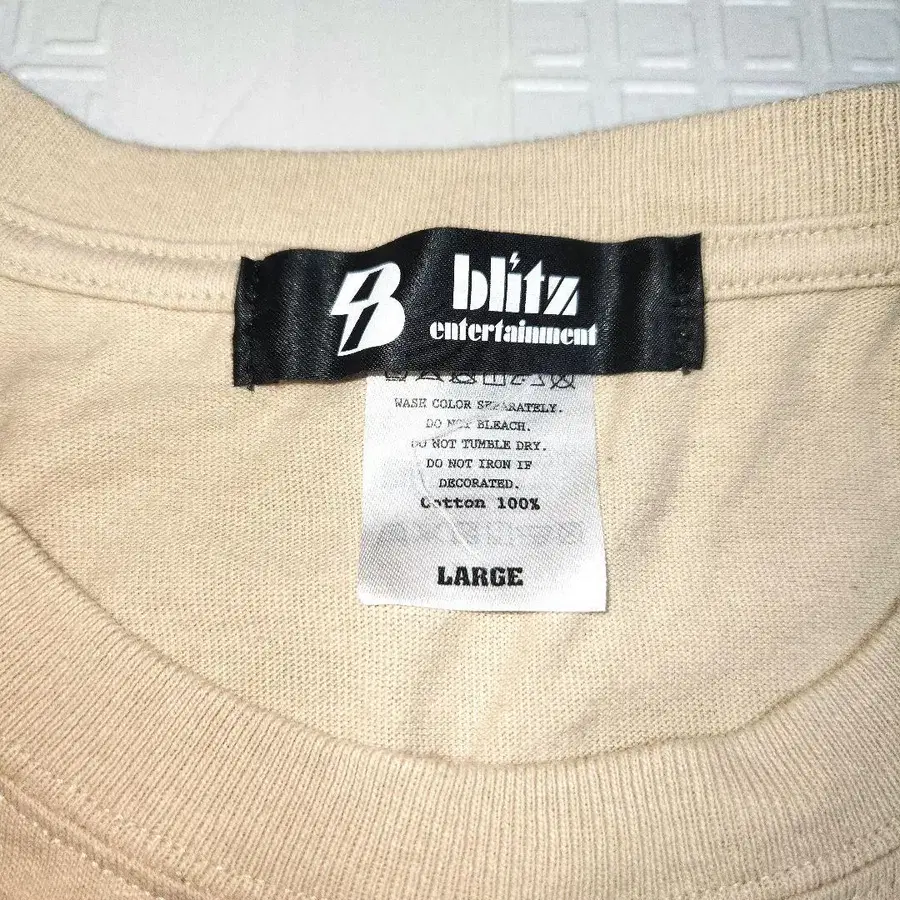 B blitz
entertainment
WASH COLOR SEPARATELY.
DO NOT BLEACH.
DO NOT TUMBLE DRY.
DO NOT IRON IF
DECORATED.
Cotton 100%
LARGE